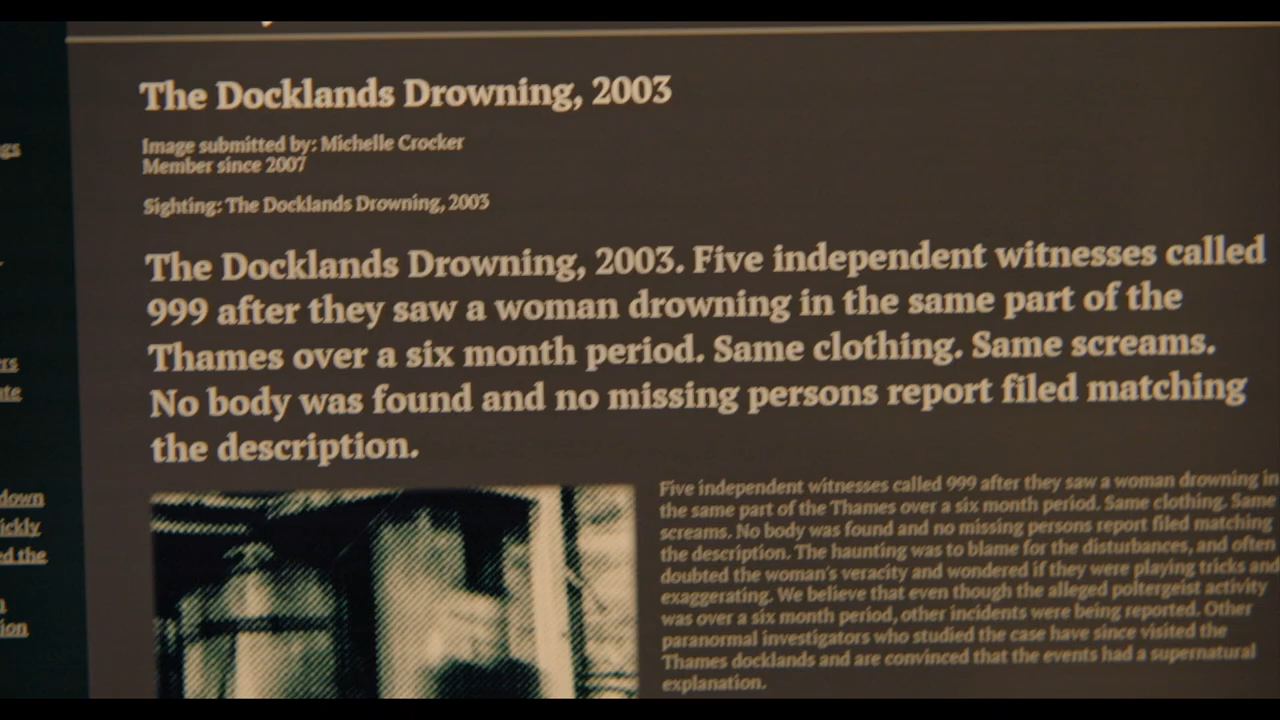 The Docklands Drowning, 2003
Image submitted by: Michelle Crocker
Member since 2007
Sighting: The Docklands Drowning, 2003
The Docklands Drowning, 2003. Five independent witnesses called
999 after they saw a woman drowning in the same part of the
Thames over a six month period. Same clothing. Same screams.
No body was found and no missing persons report filed matching
the description.
Five independent witnesses called 999 after they saw a woman drowning in
the same part of the Thames over a six month period. Same clothing. Same
screams. No body was found and no missing persons report filed matching
the description. The haunting was to blame for the disturbances, and often
doubted the woman's veracity and wondered if they were playing tricks and
exaggerating. We believe that even though the alleged poltergeist activity
was over a six month period, other incidents were being reported. Other
paranormal investigators who studied the case have since visited the
Thames docklands and are convinced that the events had a supernatural
explanation.
down
ed the